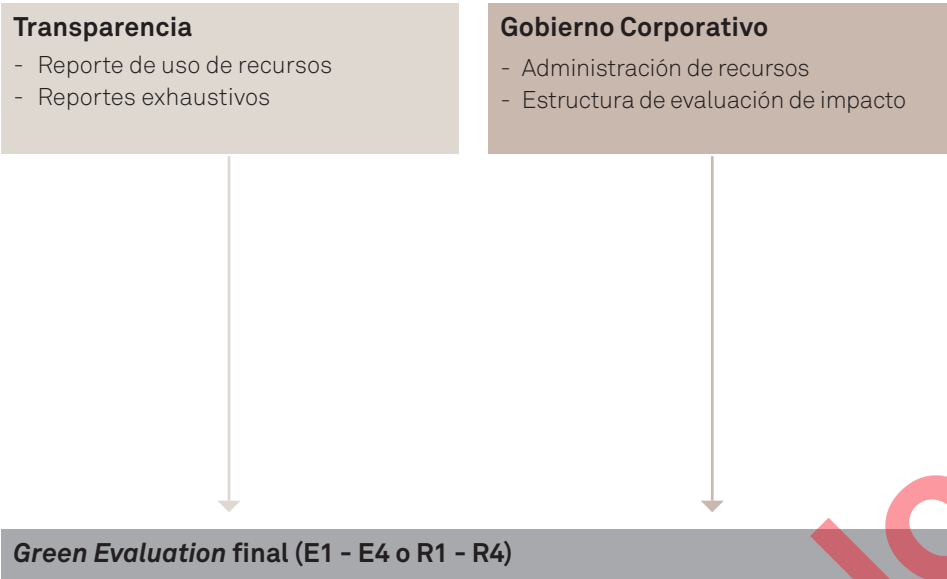 Transparencia
- Reporte de uso de recursos
- Reportes exhaustivos
Gobierno Corporativo
- Administración de recursos
- Estructura de evaluación de impacto
Green Evaluation final (E1 - E4 o R1 - R4)